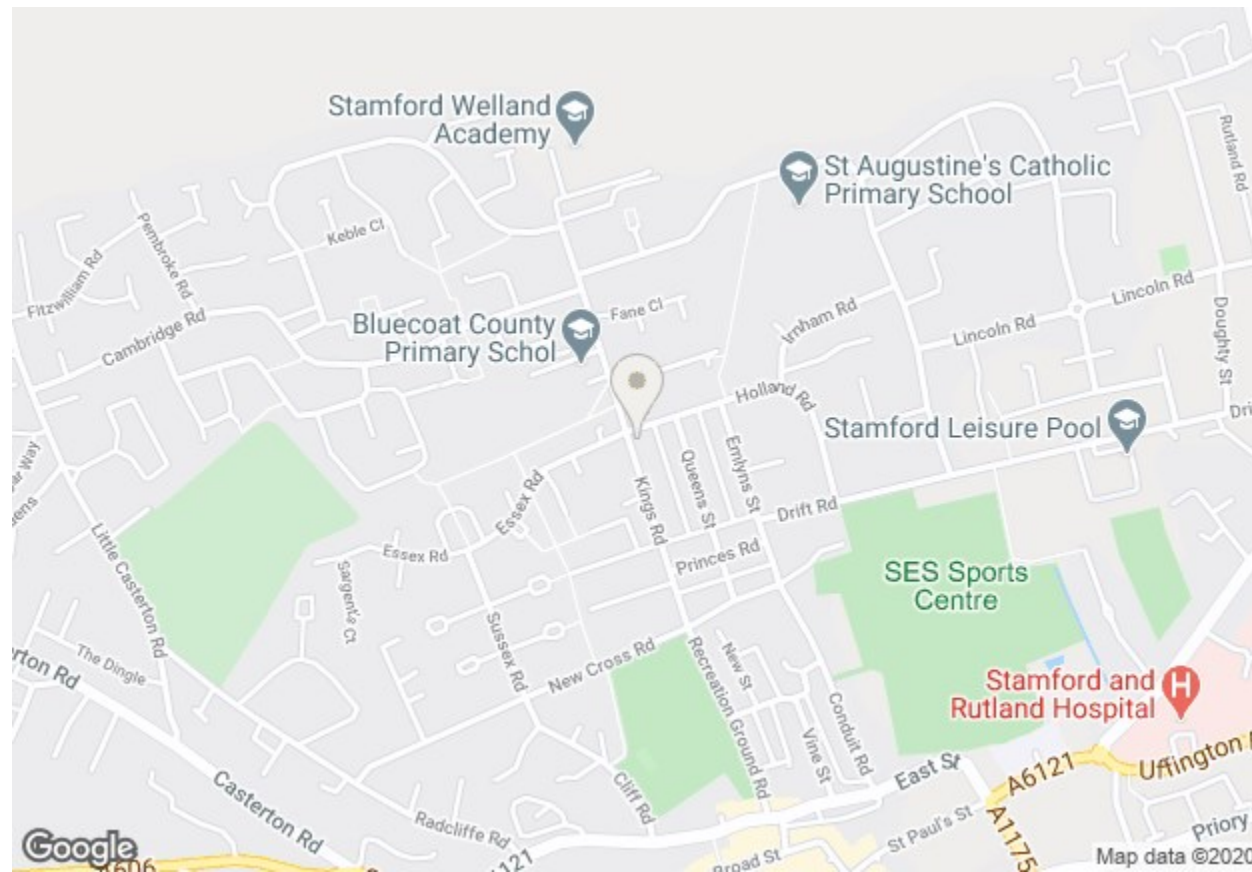 Stamford Welland
Academy
St Augustine's Catholic
Primary School
Rutland Rd
Pembroke Rd
Keble Cl
Fitzwilliam Rd
Cambridge Rd
Bluecoat County
Primary Schol
Fane Cl
Irnham Rd
Lincoln Rd
Lincoln Rd
Doughty St
Holland Rd
Stamford Leisure Pool
Emlyns St
Queens St
Kings Rd
Essex Rd
Essex Rd
Drift Rd
Princes Rd
SES Sports
Centre
Little Casterton Rd
Sargent's Ct
Sussex Rd
The Dingle
New Cross Rd
New St
Recreation Ground Rd
Vine St
Conduit Rd
Stamford and
Rutland Hospital
Casterton Rd
Cliff Rd
Radcliffe Rd
East St
A6121
Uffington
St Paul's St
A1175
Priory
Broad St
Google
A606
Map data ©2020